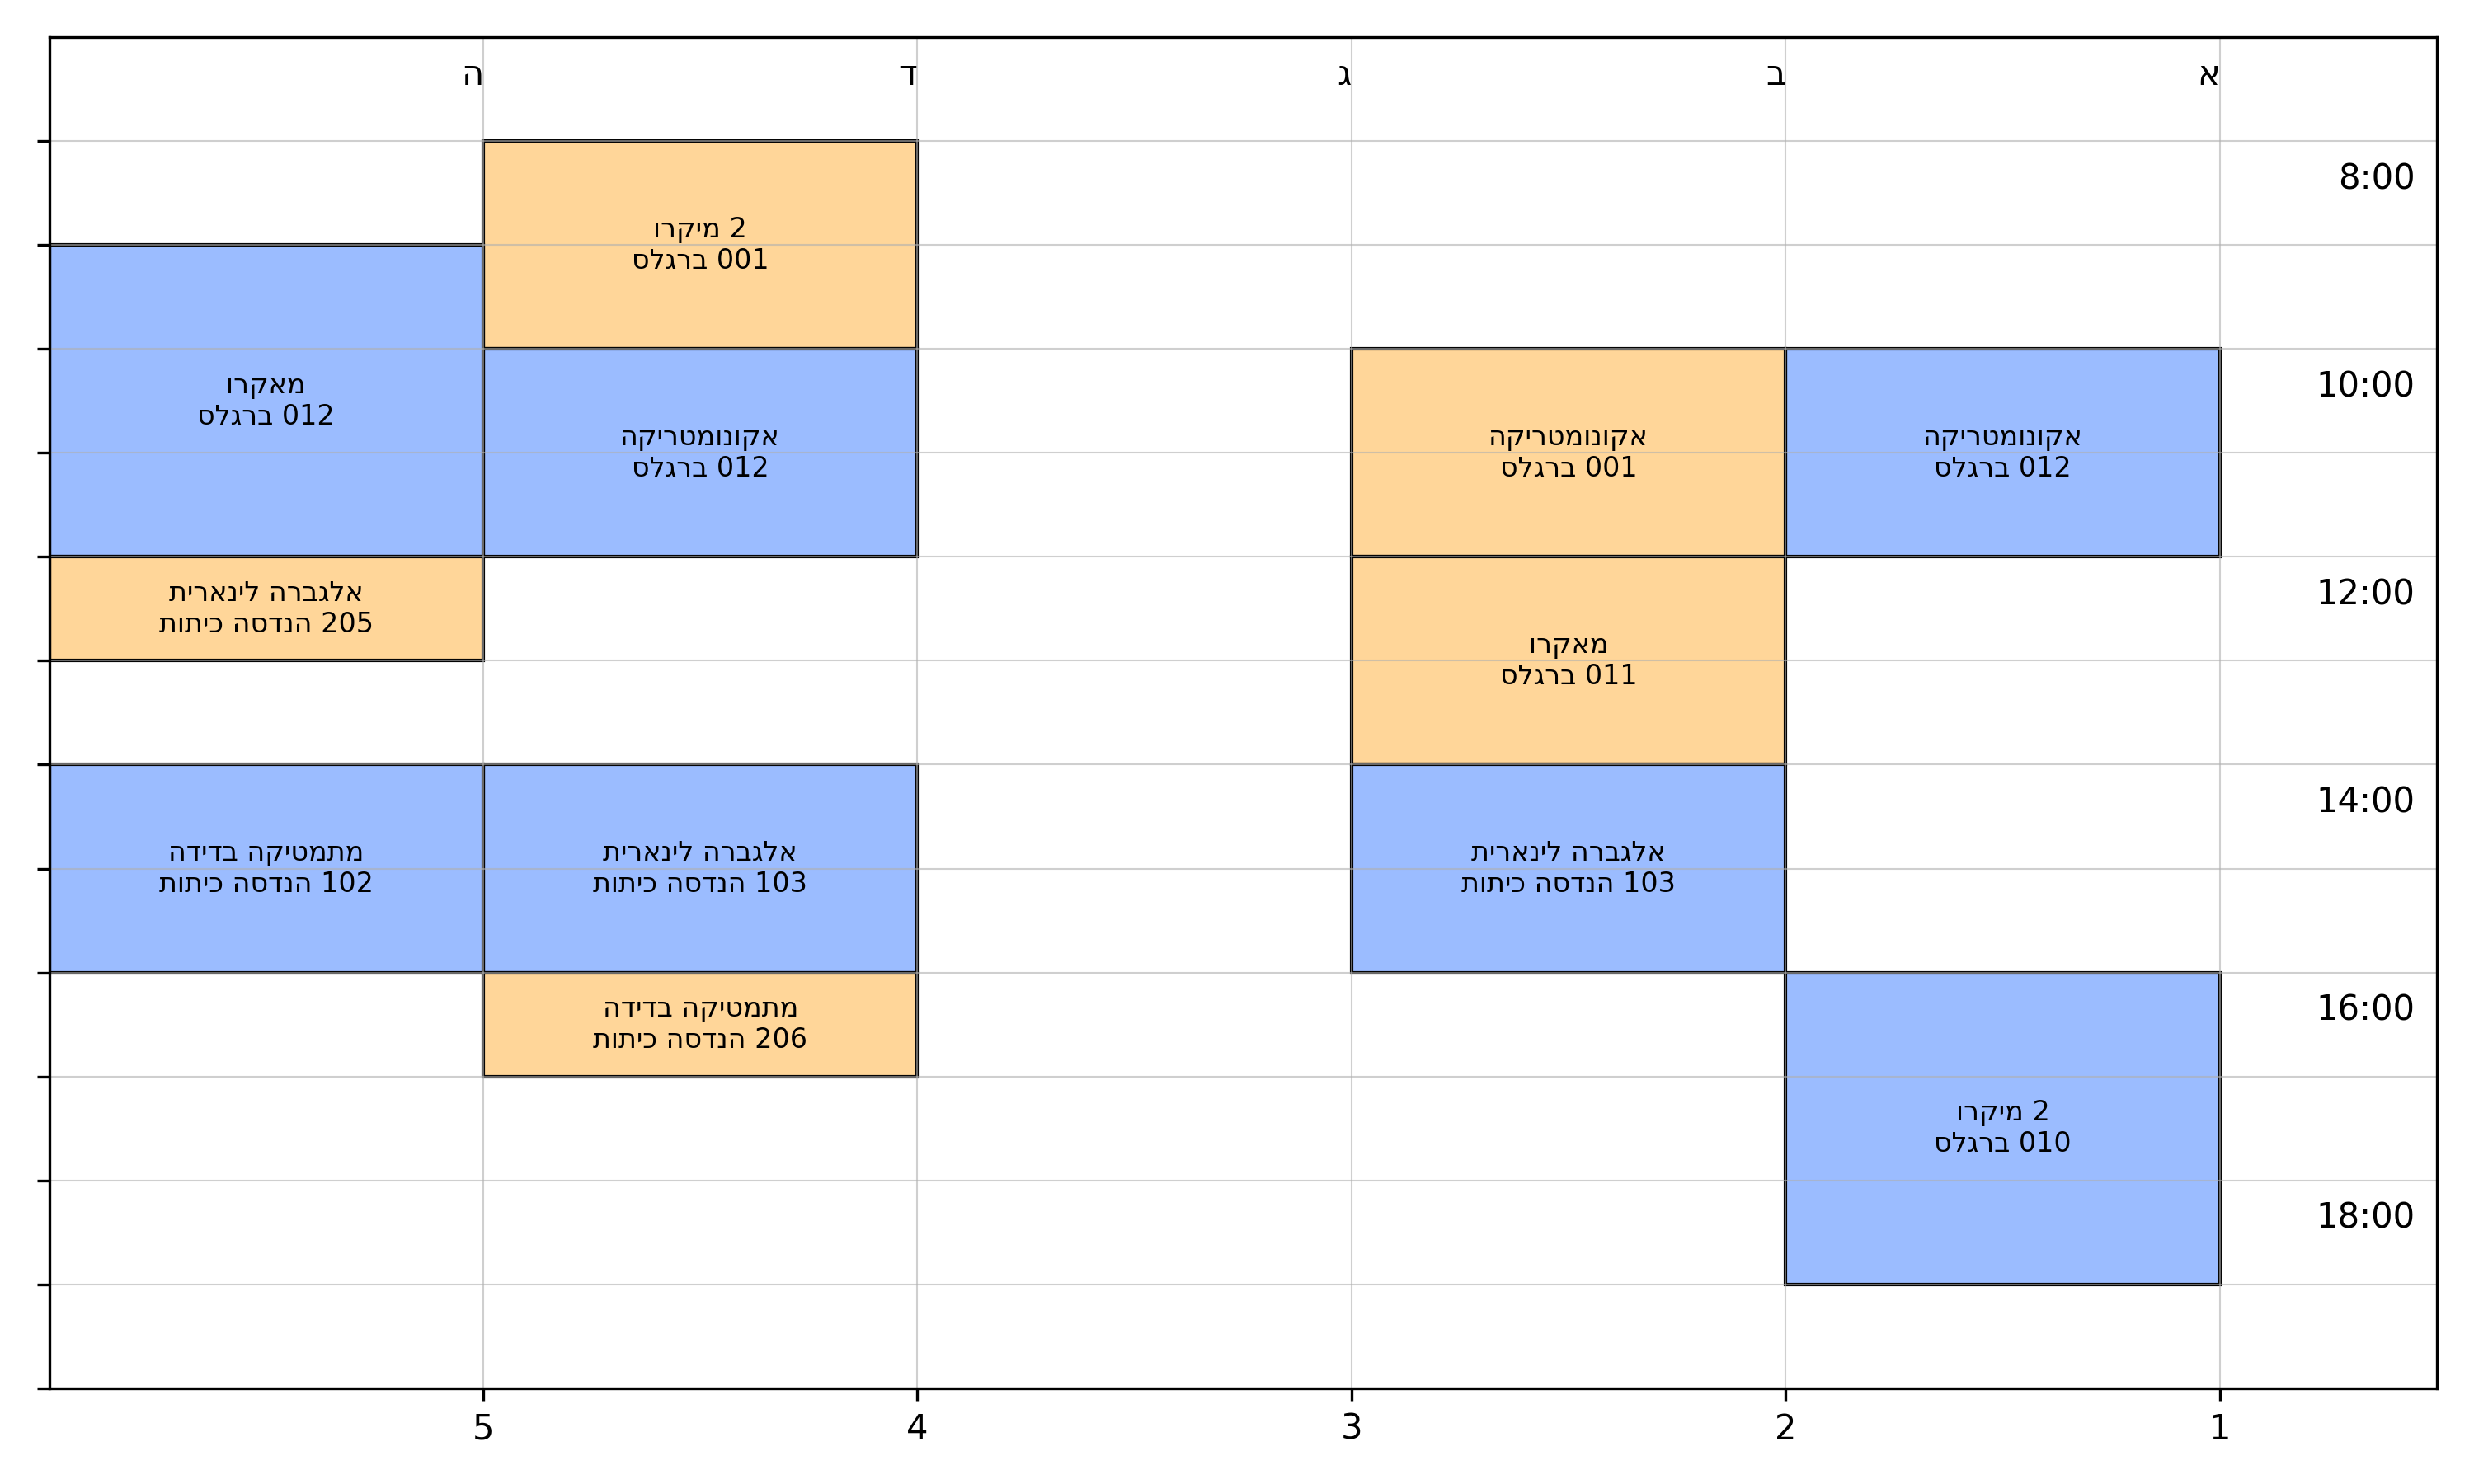 א
ב
ג
ד
ה
8:00
10:00
12:00
14:00
16:00
18:00
אקונומטריקה
012 ברגלס
2 מיקרו
010 ברגלס
אקונומטריקה
001 ברגלס
מאקרו
011 ברגלס
אלגברה לינארית
103 הנדסה כיתות
2 מיקרו
001 ברגלס
אקונומטריקה
012 ברגלס
אלגברה לינארית
103 הנדסה כיתות
מתמטיקה בדידה
206 הנדסה כיתות
מאקרו
012 ברגלס
אלגברה לינארית
205 הנדסה כיתות
מתמטיקה בדידה
102 הנדסה כיתות
1
2
3
4
5